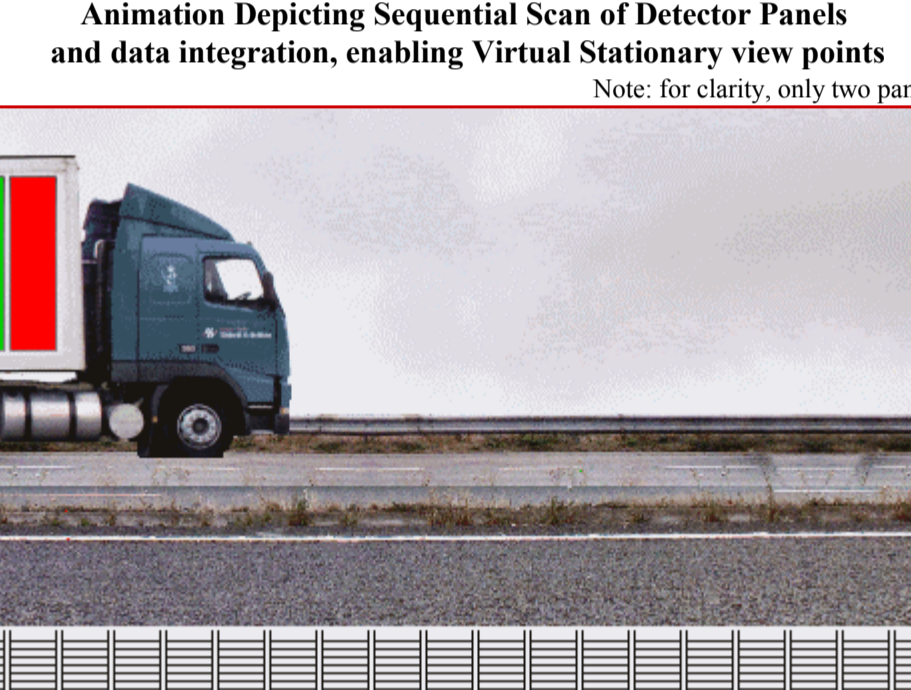 Animation Depicting Sequential Scan of Detector Panels
and data integration, enabling Virtual Stationary view points
Note: for clarity, only two pan